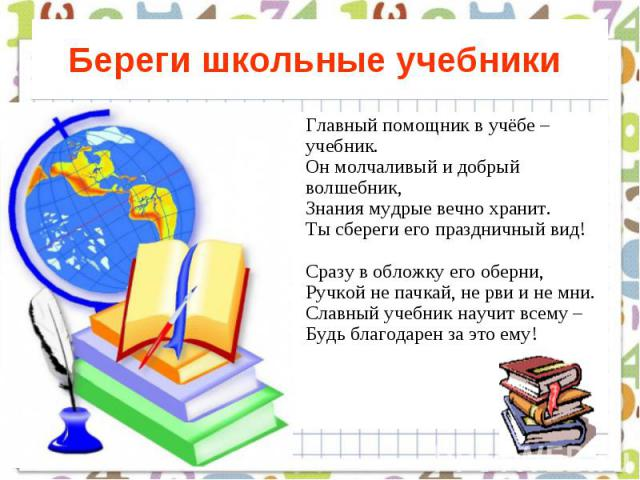 Береги школьные учебники
Главный помощник в учёбе –
учебник.
Он молчаливый и добрый
волшебник,
Знания мудрые вечно хранит.
Ты сбереги его праздничный вид!
Сразу в обложку его оберни,
Ручкой не пачкай, не рви и не мни.
Славный учебник научит всему –
Будь благодарен за это ему!